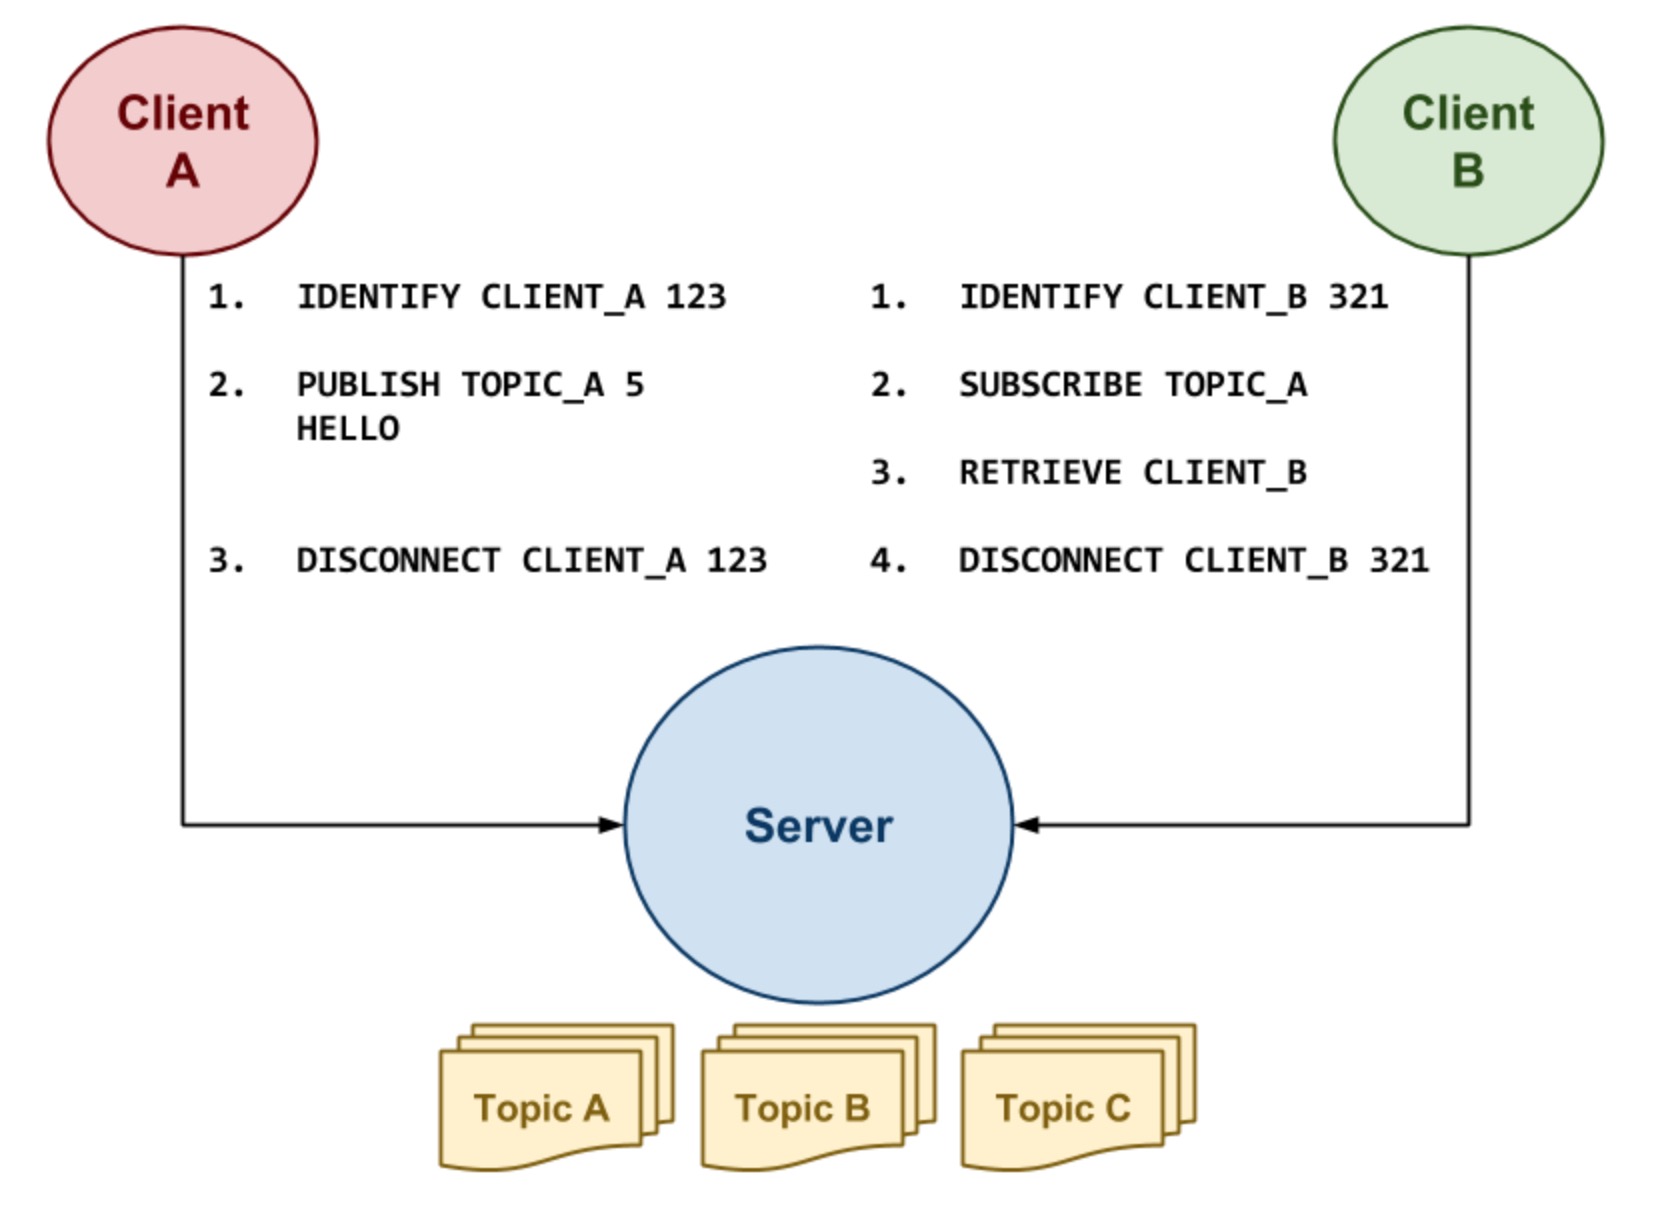 Client
A
Client
B
1. IDENTIFY CLIENT_A 123
2. PUBLISH TOPIC_A 5
HELLO
3. DISCONNECT CLIENT_A 123
1. IDENTIFY CLIENT_B 321
2. SUBSCRIBE TOPIC_A
3. RETRIEVE CLIENT_B
4. DISCONNECT CLIENT_B 321
Server
Topic A
Topic B
Topic C